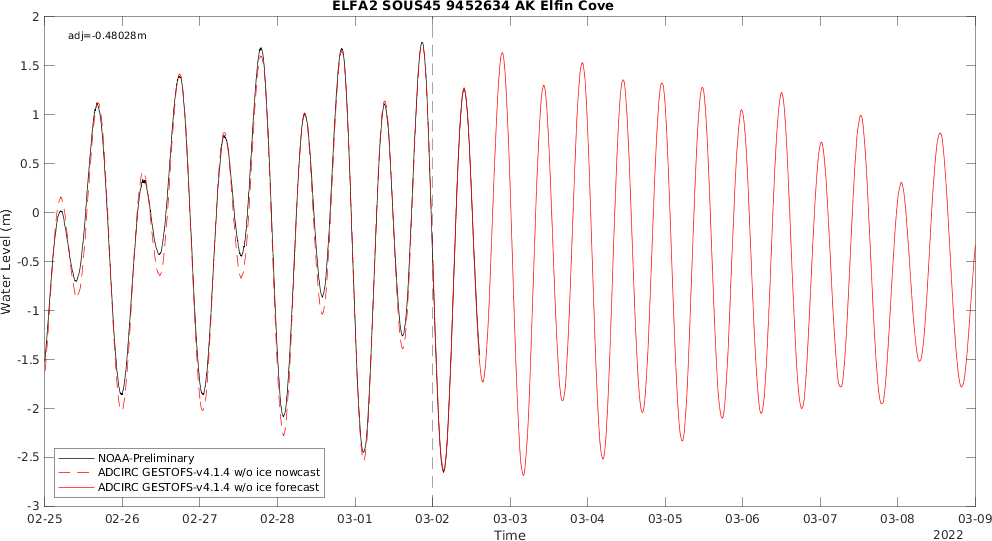 ELFA2 SOUS45 9452634 AK Elfin Cove
adj=-0.48028m
2
1.5
1
0.5
0
-0.5
-1
-1.5
-2
-2.5
-3
Water Level (m)
NOAA-Preliminary
ADCIRC GESTOFS-v4.1.4 w/o ice nowcast
ADCIRC GESTOFS-v4.1.4 w/o ice forecast
02-25 02-26 02-27 02-28 03-01 03-02 03-03 03-04 03-05 03-06 03-07 03-08 03-09
Time
2022